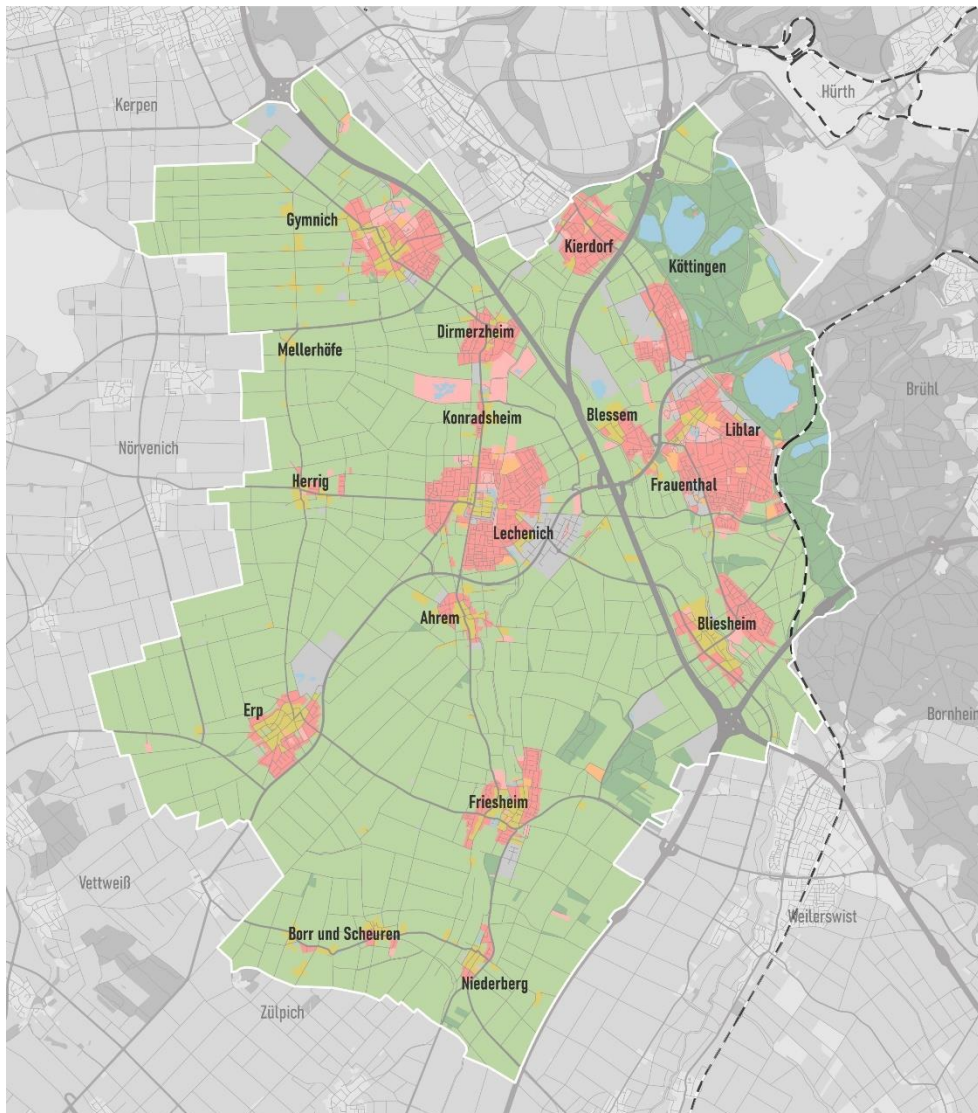 Hürth
Kerpen
Gymnich
Kierdorf
Köttingen
Dirmerzheim
Mellerhöfe
Brühl
Konradsheim
Blessem
Liblar
Nörvenich
Herrig
Frauenthal
Lechenich
Ahrem
Bliesheim
Erp
Bornheim
Friesheim
Vettweiß
Weilerswist
Borr und Scheuren
Niederberg
Zülpich